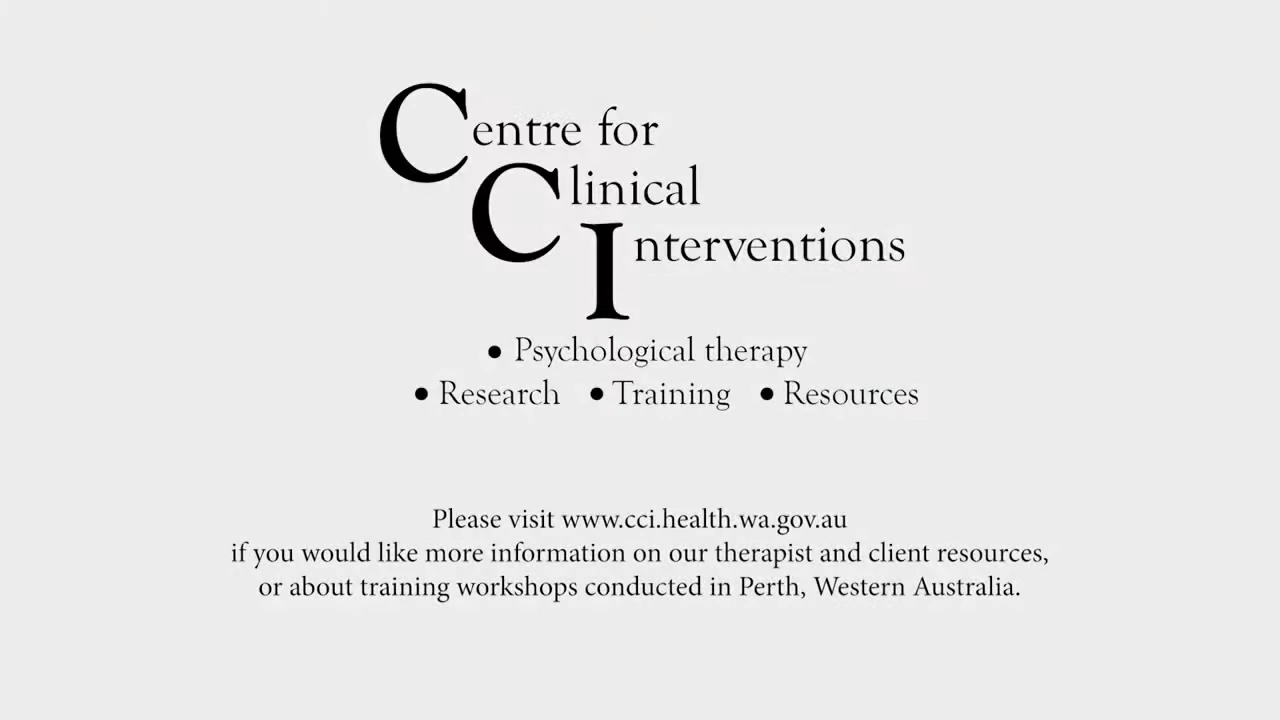 Centre for
Clinical
Interventions
• Psychological therapy
• Research • Training • Resources
Please visit www.cci.health.wa.gov.au
if you would like more information on our therapist and client resources,
or about training workshops conducted in Perth, Western Australia.